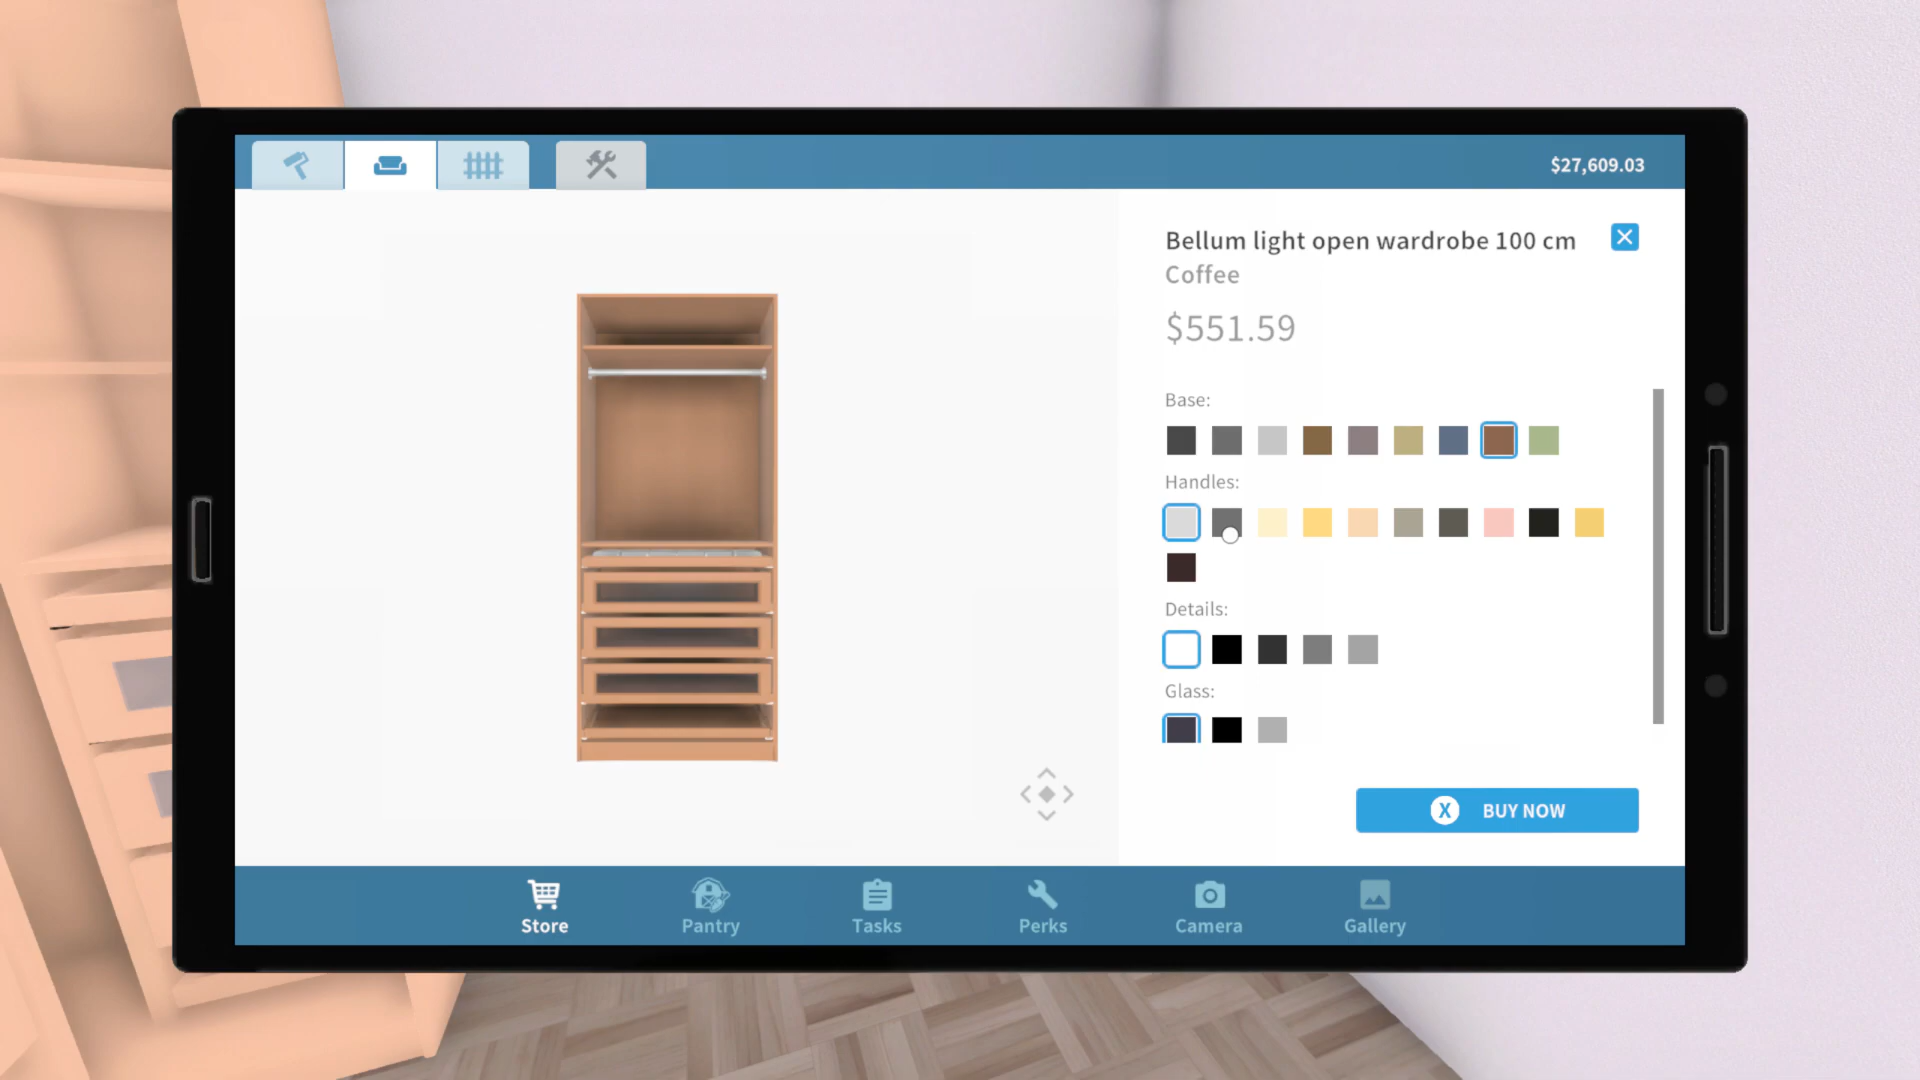 $27,609.03
Bellum light open wardrobe 100 cm
Coffee
$551.59
Base:
Handles:
Details:
Glass:
X BUY NOW
Store
Pantry
Tasks
Perks
Camera
Gallery